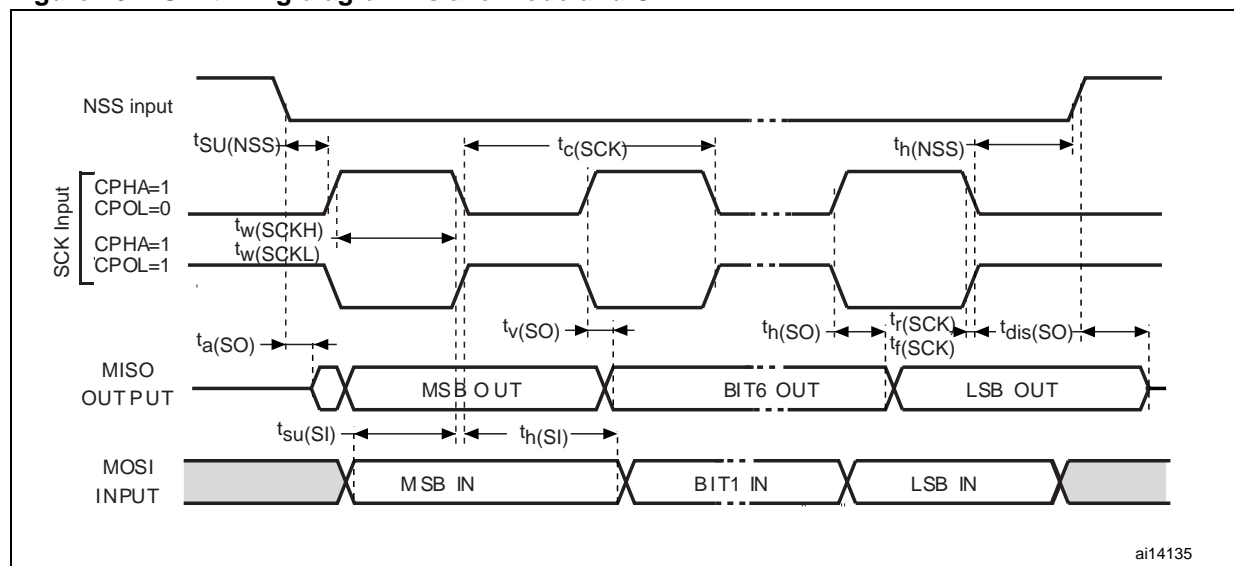 NSS input
tSU(NSS)
tc(SCK)
th(NSS)
SCK Input
CPHA=1
CPOL=0
tw(SCKH)
tw(SCKL)
CPHA=1
CPOL=1
ta(SO)
tv(SO)
th(SO)
tr(SCK)
tf(SCK)
tdis(SO)
MISO
OUTPUT
MSB OUT
BIT6 OUT
LSB OUT
tsu(SI)
th(SI)
MOSI
INPUT
MSB IN
BIT1 IN
LSB IN
ai14135